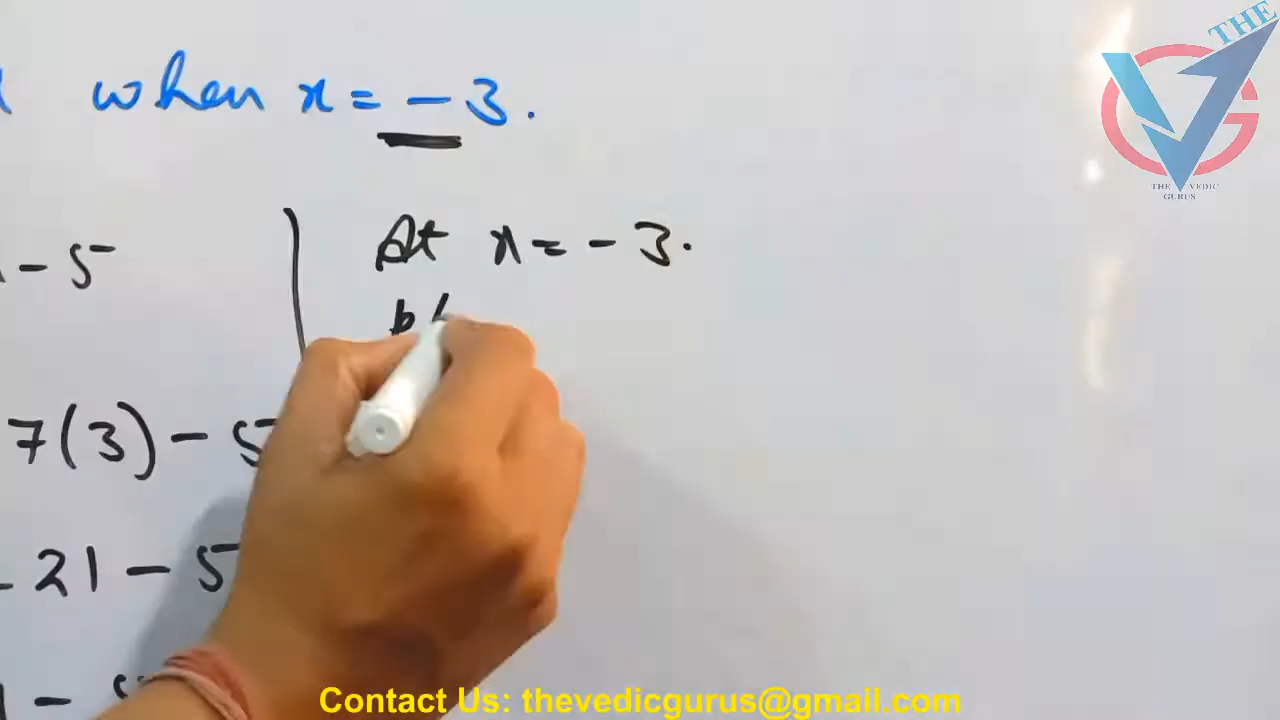 when x = -3.
x - 5
At x = -3.
p(
7(3) - 5
21 - 5
THE
THE VEDIC
GURUS
Contact Us: thevedicgurus@gmail.com